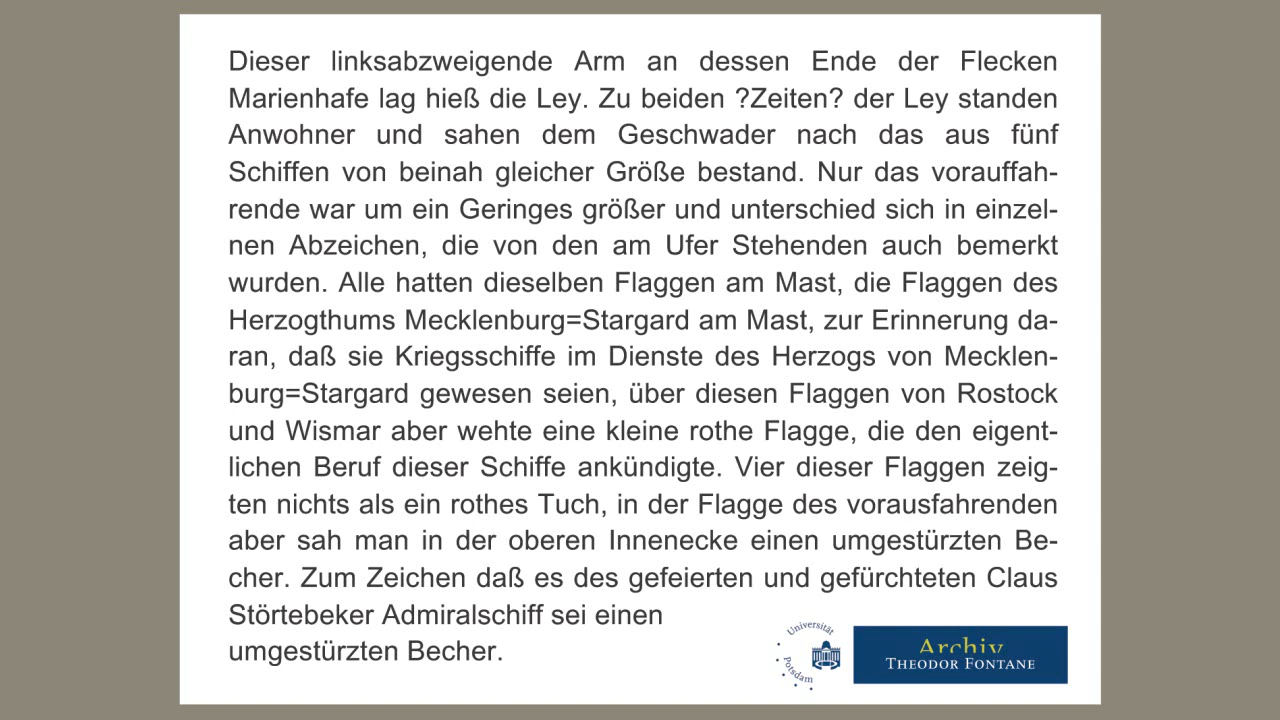 Dieser linksabzweigende Arm an dessen Ende der Flecken
Marienhafe lag hieß die Ley. Zu beiden ?Zeiten? der Ley standen
Anwohner und sahen dem Geschwader nach das aus fünf
Schiffen von beinah gleicher Größe bestand. Nur das vorauffah-
rende war um ein Geringes größer und unterschied sich in einzel-
nen Abzeichen, die von den am Ufer Stehenden auch bemerkt
wurden. Alle hatten dieselben Flaggen am Mast, die Flaggen des
Herzogthums Mecklenburg=Stargard am Mast, zur Erinnerung da-
ran, daß sie Kriegsschiffe im Dienste des Herzogs von Mecklen-
burg=Stargard gewesen seien, über diesen Flaggen von Rostock
und Wismar aber wehte eine kleine rothe Flagge, die den eigent-
lichen Beruf dieser Schiffe ankündigte. Vier dieser Flaggen zeig-
ten nichts als ein rothes Tuch, in der Flagge des vorausfahrenden
aber sah man in der oberen Innenecke einen umgestürzten Be-
cher. Zum Zeichen daß es des gefeierten und gefürchteten Claus
Störtebeker Admiralschiff sei einen
umgestürzten Becher.
Universität
Potsdam
Archiv
THEODOR FONTANE